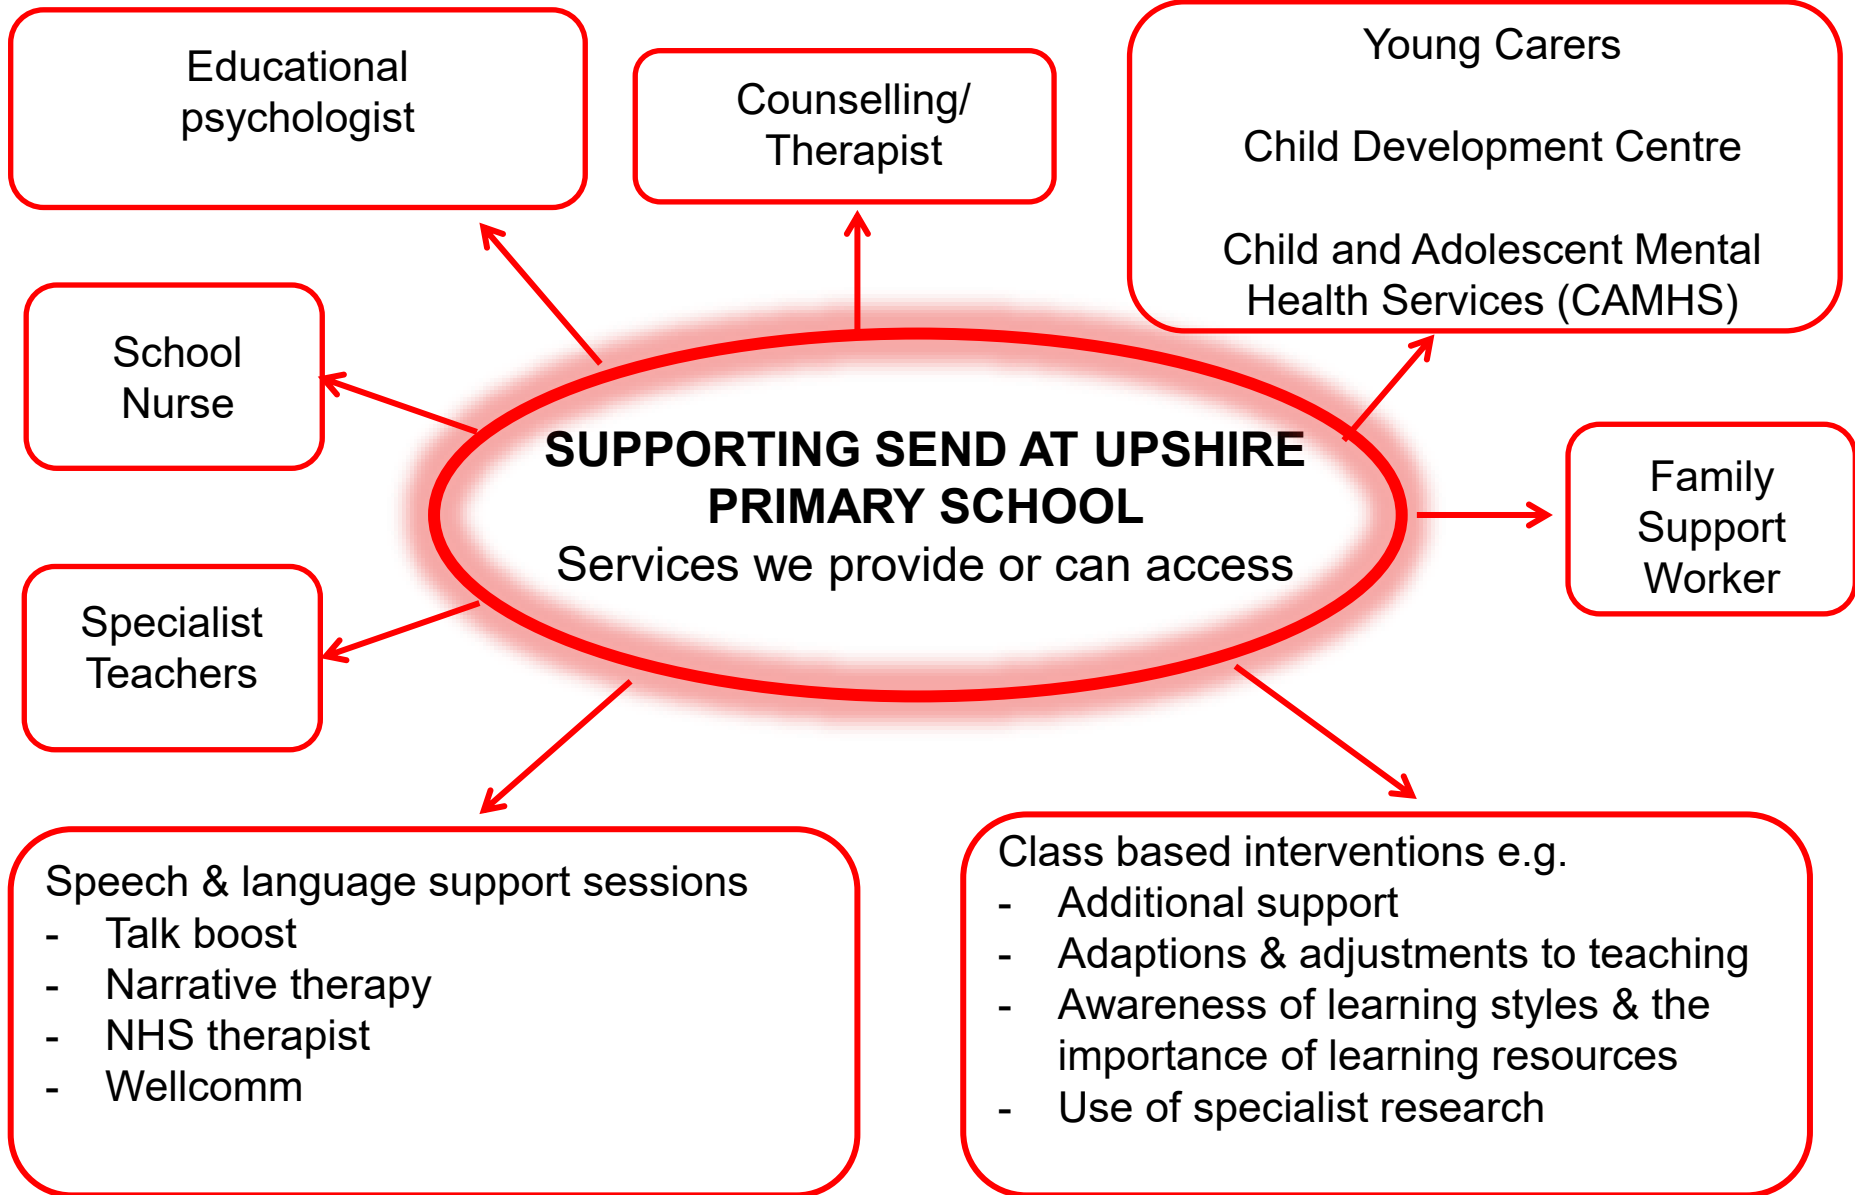 Educational
psychologist
Counselling/
Therapist
Young Carers
Child Development Centre
Child and Adolescent Mental
Health Services (CAMHS)
School
Nurse
SUPPORTING SEND AT UPSHIRE
PRIMARY SCHOOL
Services we provide or can access
Family
Support
Worker
Specialist
Teachers
Speech & language support sessions
- Talk boost
- Narrative therapy
- NHS therapist
- Wellcomm
Class based interventions e.g.
- Additional support
- Adaptions & adjustments to teaching
- Awareness of learning styles & the
importance of learning resources
- Use of specialist research